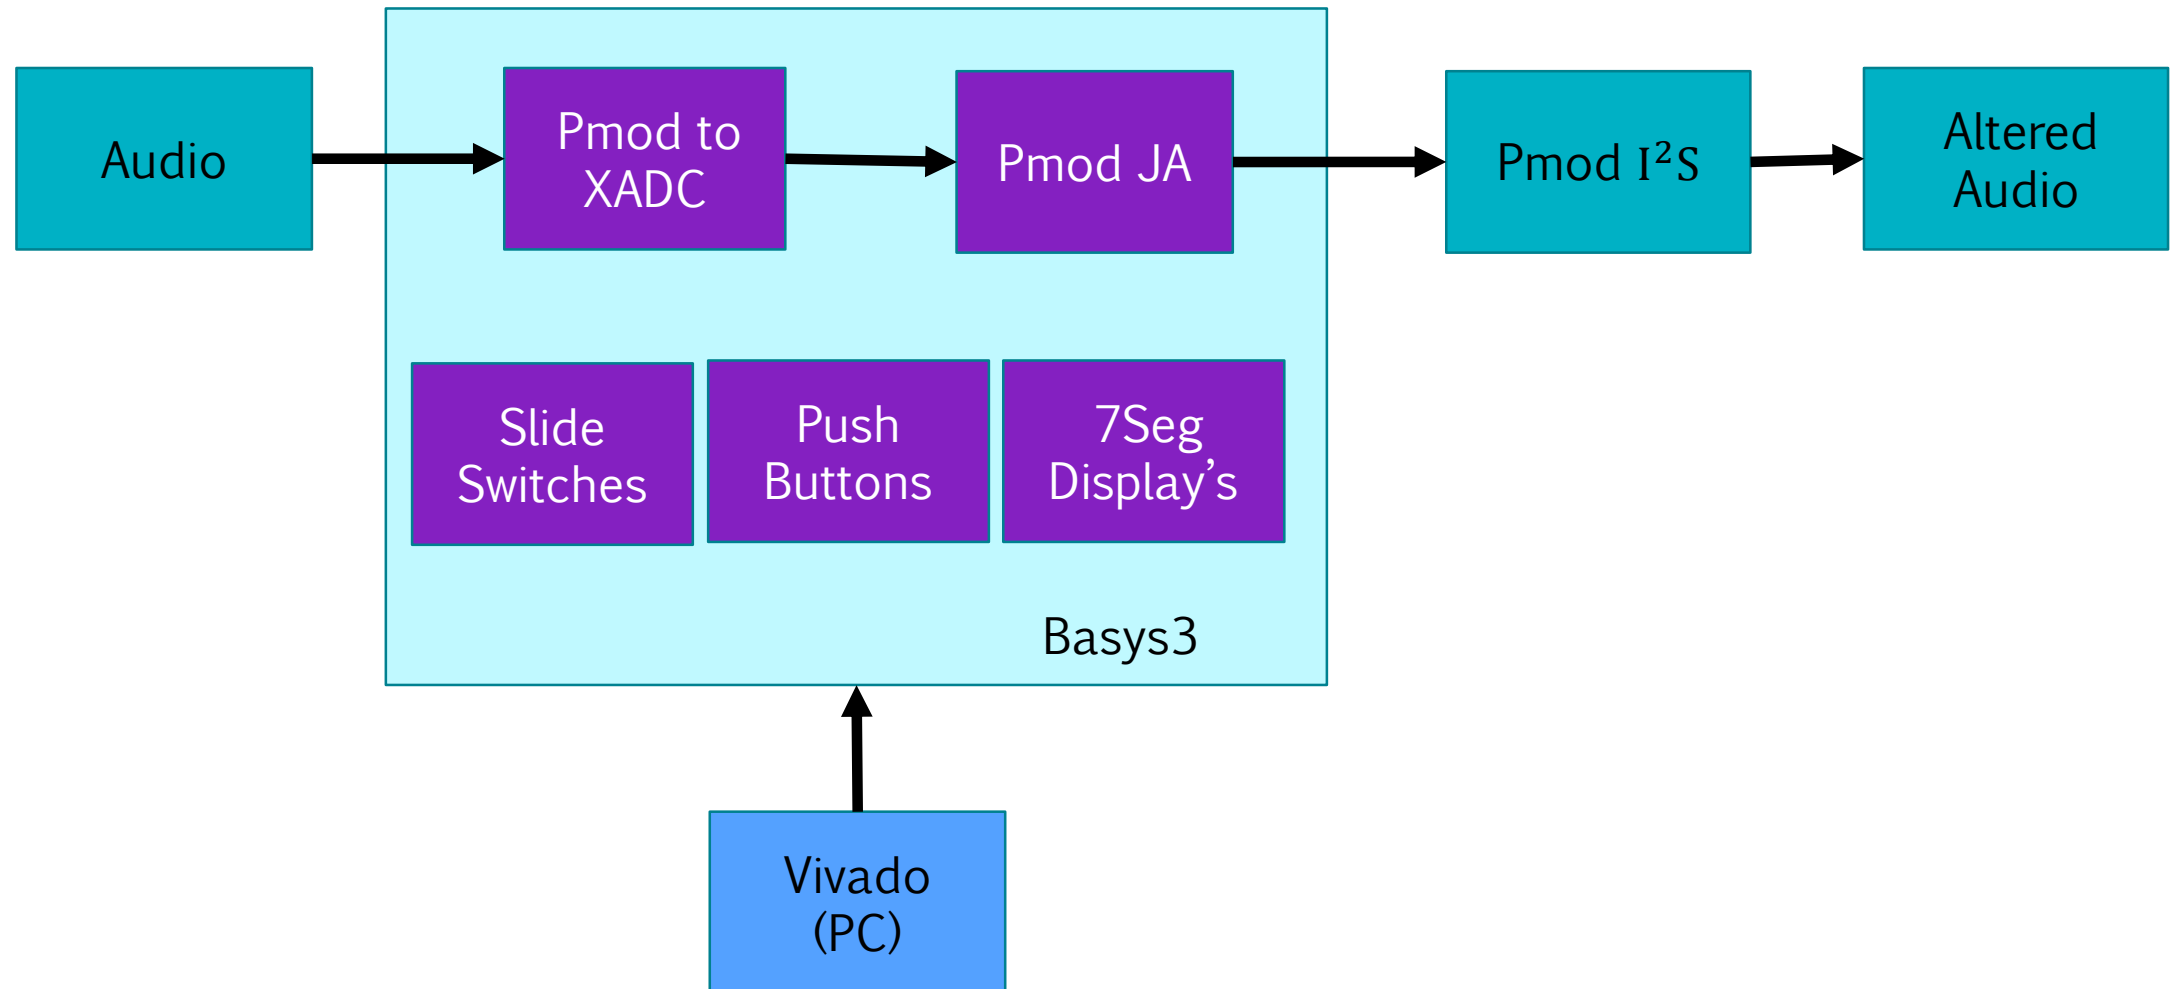 Audio
Pmod to
XADC
Pmod JA
Pmod I²S
Altered
Audio
Slide
Switches
Push
Buttons
7Seg
Display’s
Basys3
Vivado
(PC)